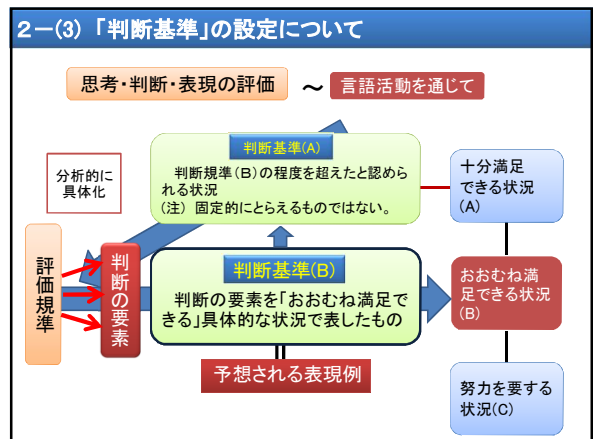 ２－(3) 「判断基準」の設定について
思考・判断・表現の評価
～
言語活動を通じて
分析的に
具体化
判断基準(A)
判断規準(B)の程度を超えたと認めら
れる状況
(注) 固定的にとらえるものではない。
十分満足
できる状況
(A)
評価規準
判断の要素
判断基準(B)
判断の要素を「おおむね満足で
きる」具体的な状況で表したもの
おおむね満
足できる状況
(B)
予想される表現例
努力を要する
状況(C)